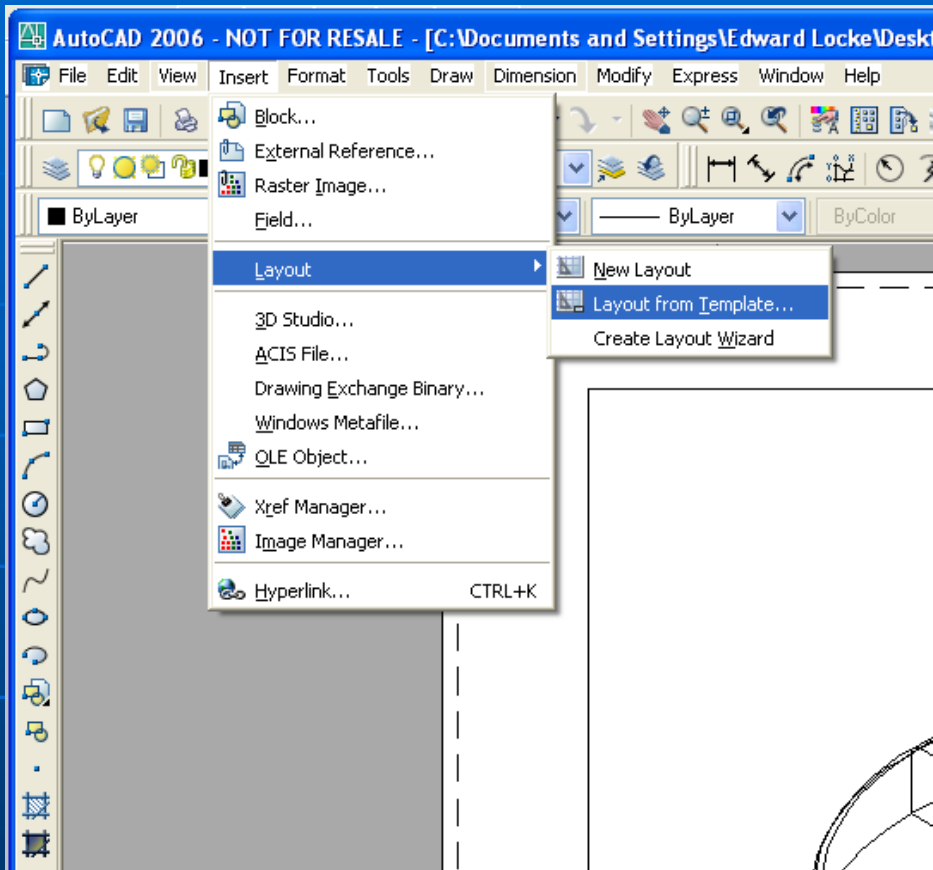 AutoCAD 2006 - NOT FOR RESALE - [C:\Documents and Settings\Edward Locke\Deskt
File Edit View Insert Format Tools Draw Dimension Modify Express Window Help
Block...
External Reference...
Raster Image...
Field...
ByLayer
ByLayer
ByColor
Layout
New Layout
Layout from Template...
Create Layout Wizard
3D Studio...
ACIS File...
Drawing Exchange Binary...
Windows Metafile...
OLE Object...
Xref Manager...
Image Manager...
Hyperlink... CTRL+K